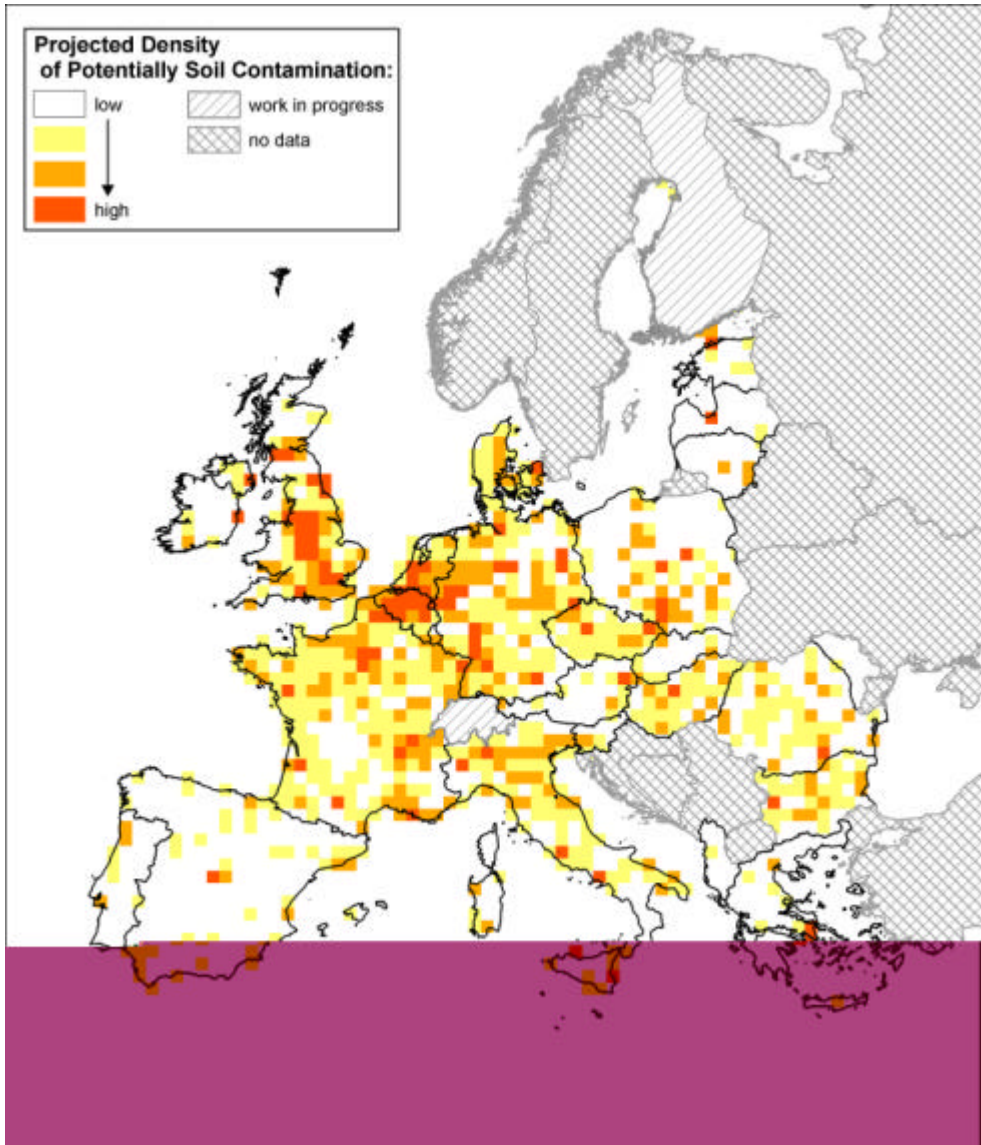 Projected Density
of Potentially Soil Contamination:
low
work in progress
no data
high